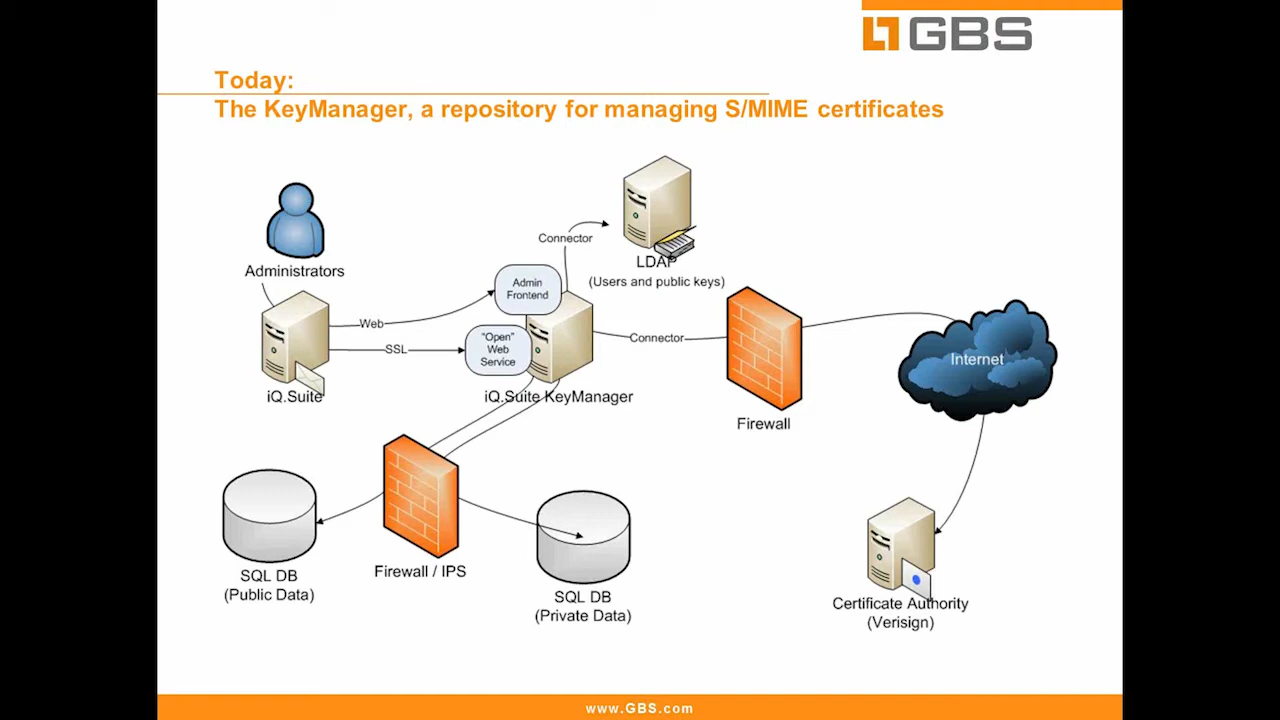 GBS
Today:
The KeyManager, a repository for managing S/MIME certificates
Connector
LDAP
(Users and public keys)
Administrators
Admin
Frontend
Web
"Open"
Web
Service
SSL
Connector
Internet
iQ.Suite
iQ.Suite KeyManager
Firewall
Firewall / IPS
SQL DB
(Public Data)
SQL DB
(Private Data)
Certificate Authority
(Verisign)
www.GBS.com